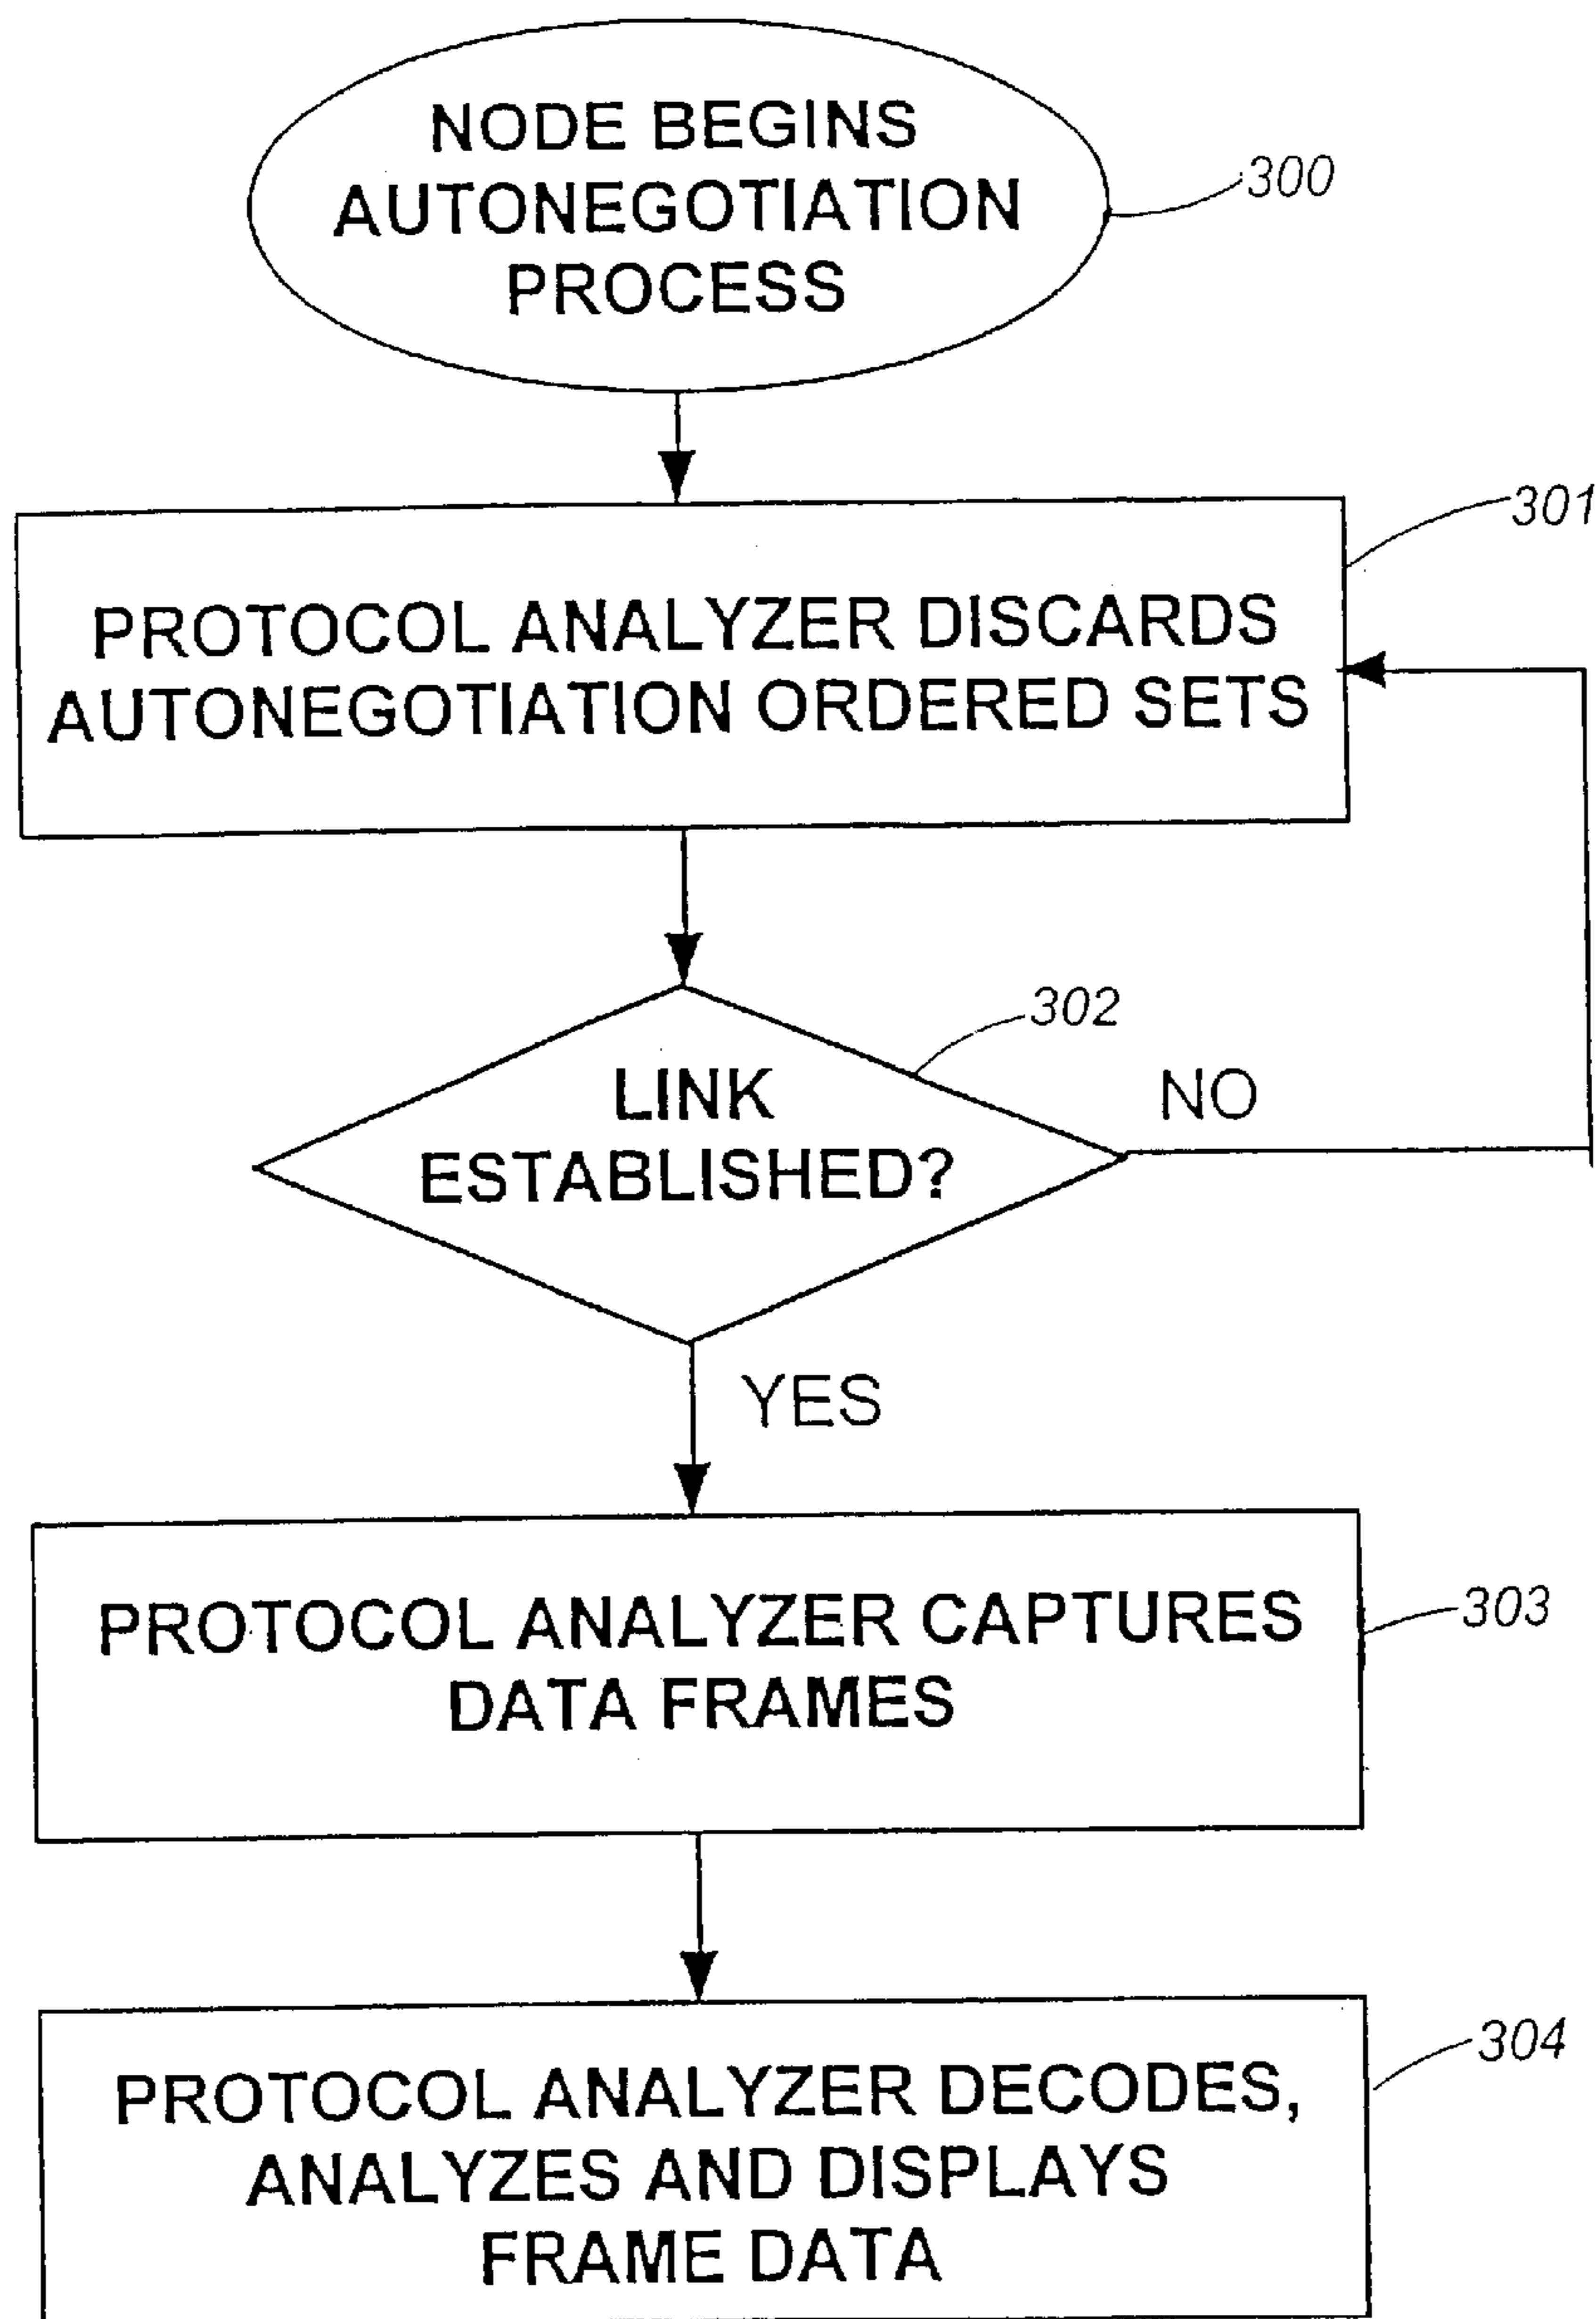 NODE BEGINS
AUTONEGOTIATION
PROCESS
300
301
PROTOCOL ANALYZER DISCARDS
AUTONEGOTIATION ORDERED SETS
302
LINK
ESTABLISHED?
NO
YES
PROTOCOL ANALYZER CAPTURES
DATA FRAMES
303
PROTOCOL ANALYZER DECODES,
ANALYZES AND DISPLAYS
FRAME DATA
304